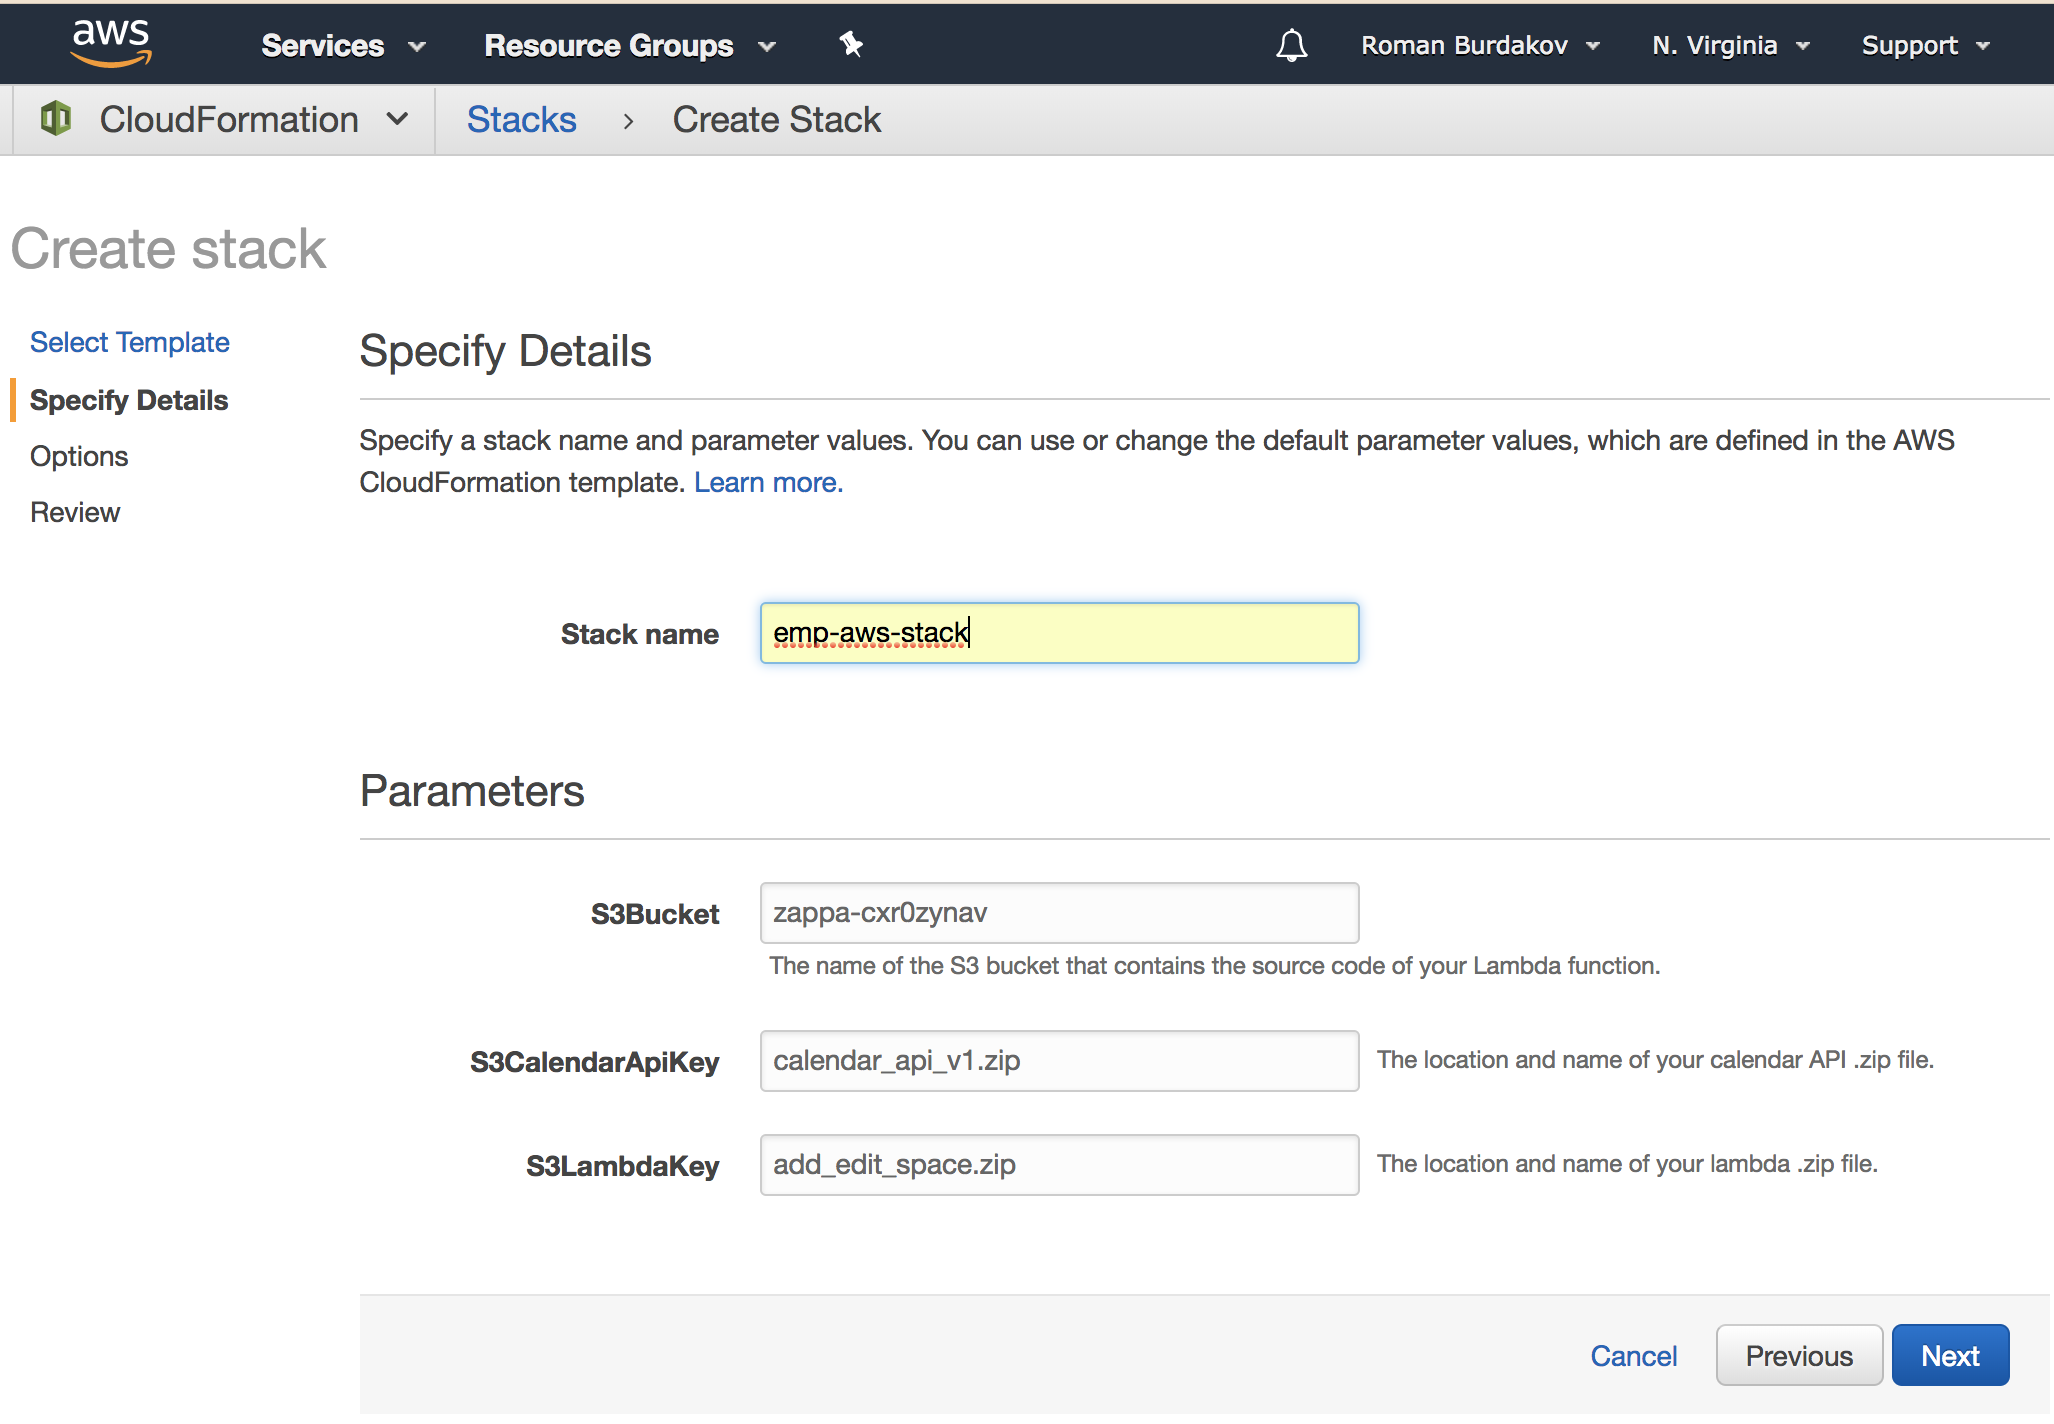 aws Services Resource Groups Roman Burdakov N. Virginia Support
CloudFormation Stacks > Create Stack
Create stack
Select Template
Specify Details
Options
Review
Specify Details
Specify a stack name and parameter values. You can use or change the default parameter values, which are defined in the AWS
CloudFormation template. Learn more.
Stack name emp-aws-stack
Parameters
S3Bucket zappa-cxr0zynav
The name of the S3 bucket that contains the source code of your Lambda function.
S3CalendarApiKey calendar_api_v1.zip The location and name of your calendar API .zip file.
S3LambdaKey add_edit_space.zip The location and name of your lambda .zip file.
Cancel Previous Next